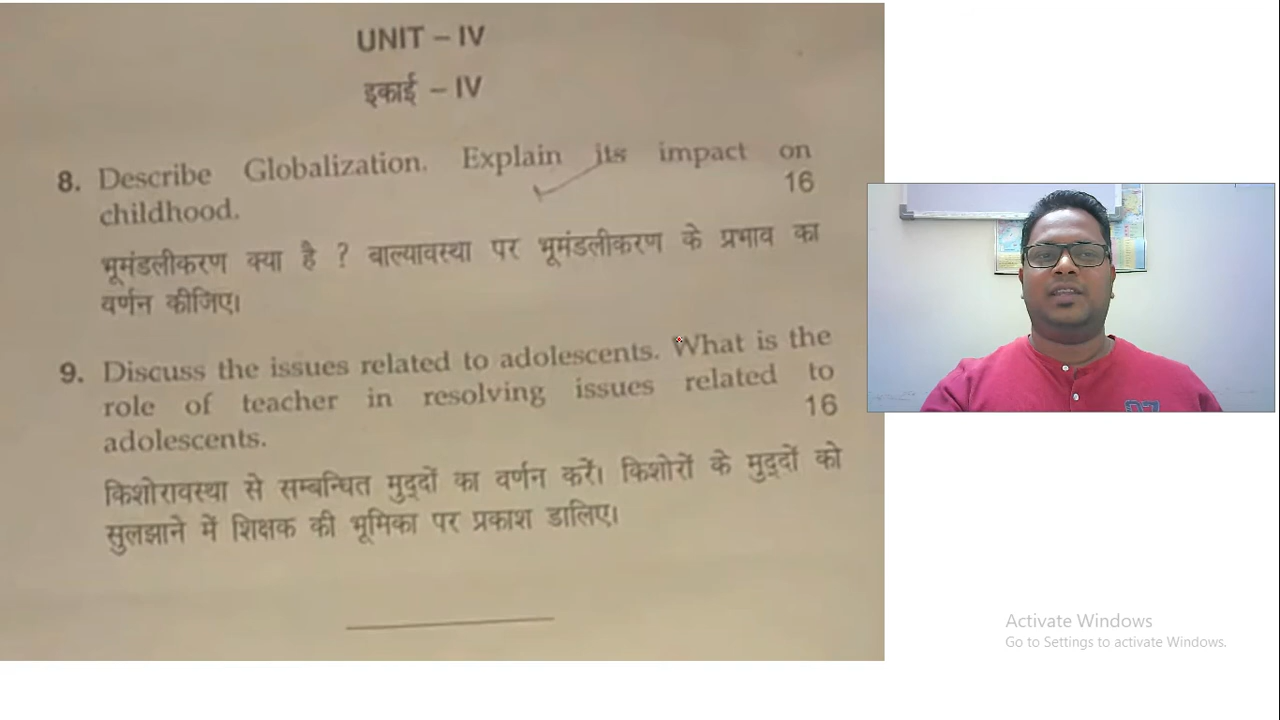 UNIT – IV
इकाई – IV
8. Describe Globalization. Explain its impact on
childhood. 16
भूमंडलीकरण क्या है ? बाल्यावस्था पर भूमंडलीकरण के प्रभाव का
वर्णन कीजिए।
9. Discuss the issues related to adolescents. What is the
role of teacher in resolving issues related to
adolescents. 16
किशोरावस्था से सम्बन्धित मुद्दों का वर्णन करें। किशोरों के मुद्दों को
सुलझाने में शिक्षक की भूमिका पर प्रकाश डालिए।
Activate Windows
Go to Settings to activate Windows.